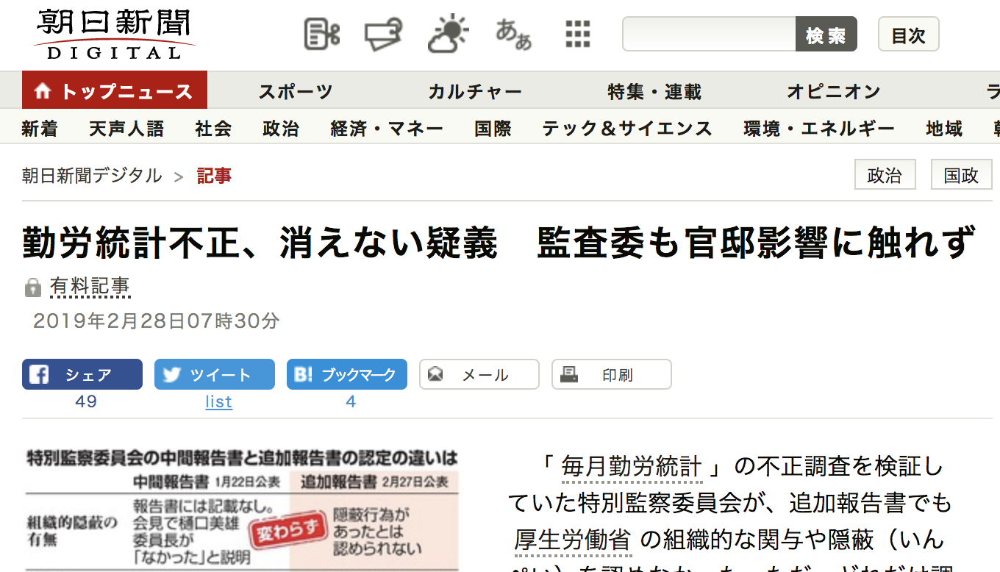 朝日新聞
DIGITAL
ああ
検索
目次
トップニュース
スポーツ
カルチャー
特集・連載
オピニオン
ラ
新着
天声人語
社会
政治
経済・マネー
国際
テック＆サイエンス
環境・エネルギー
地域
朝日新聞デジタル > 記事
政治
国政
勤労統計不正、消えない疑義　監査委も官邸影響に触れず
有料記事
2019年2月28日07時30分
シェア
ツイート
B! ブックマーク
メール
印刷
49
list
4
特別監察委員会の中間報告書と追加報告書の認定の違いは
中間報告書 1月22日公表
追加報告書 2月27日公表
組織的隠蔽の
有無
報告書には記載なし。
会見で樋口美雄
委員長が
「なかった」と説明
変わらず
隠蔽行為が
あったとは
認められない
「毎月勤労統計」の不正調査を検証し
ていた特別監察委員会が、追加報告書でも
厚生労働省の組織的な関与や隠蔽（いん